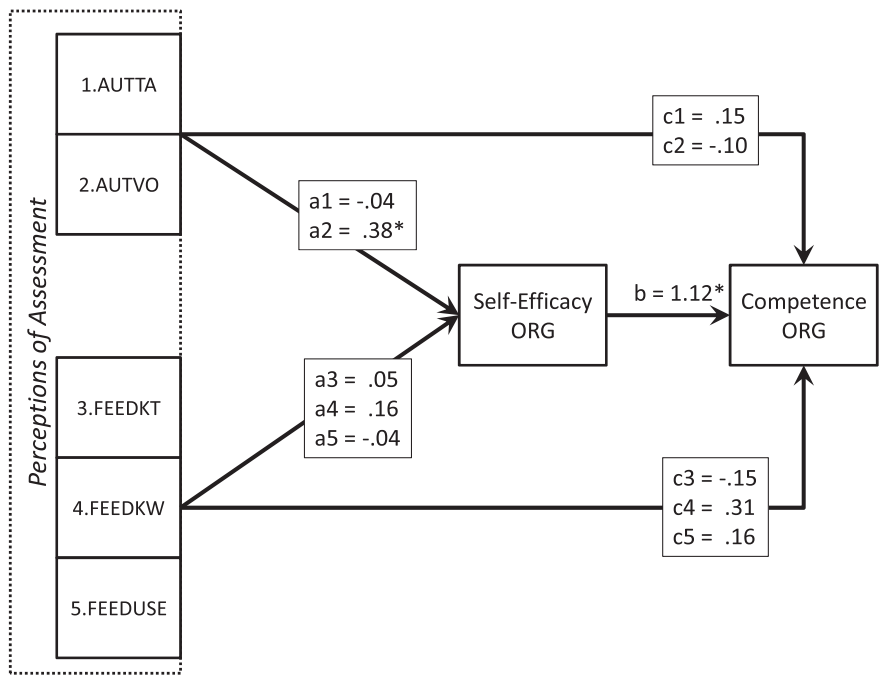 Perceptions of Assessment
1.AUTTA
2.AUTVO
3.FEEDKT
4.FEEDKW
5.FEEDUSE
c1 = .15
c2 = -.10
a1 = -.04
a2 = .38*
Self-Efficacy
ORG
b = 1.12*
Competence
ORG
a3 = .05
a4 = .16
a5 = -.04
c3 = -.15
c4 = .31
c5 = .16